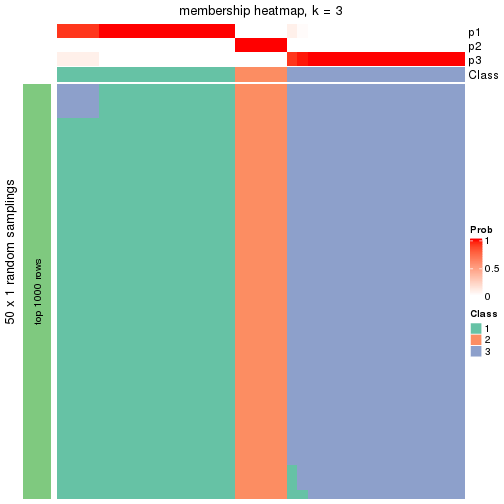 membership heatmap, k = 3
p1
p2
p3
Class
50 x 1 random samplings
top 1000 rows
Prob
1
0.5
0
Class
1
2
3